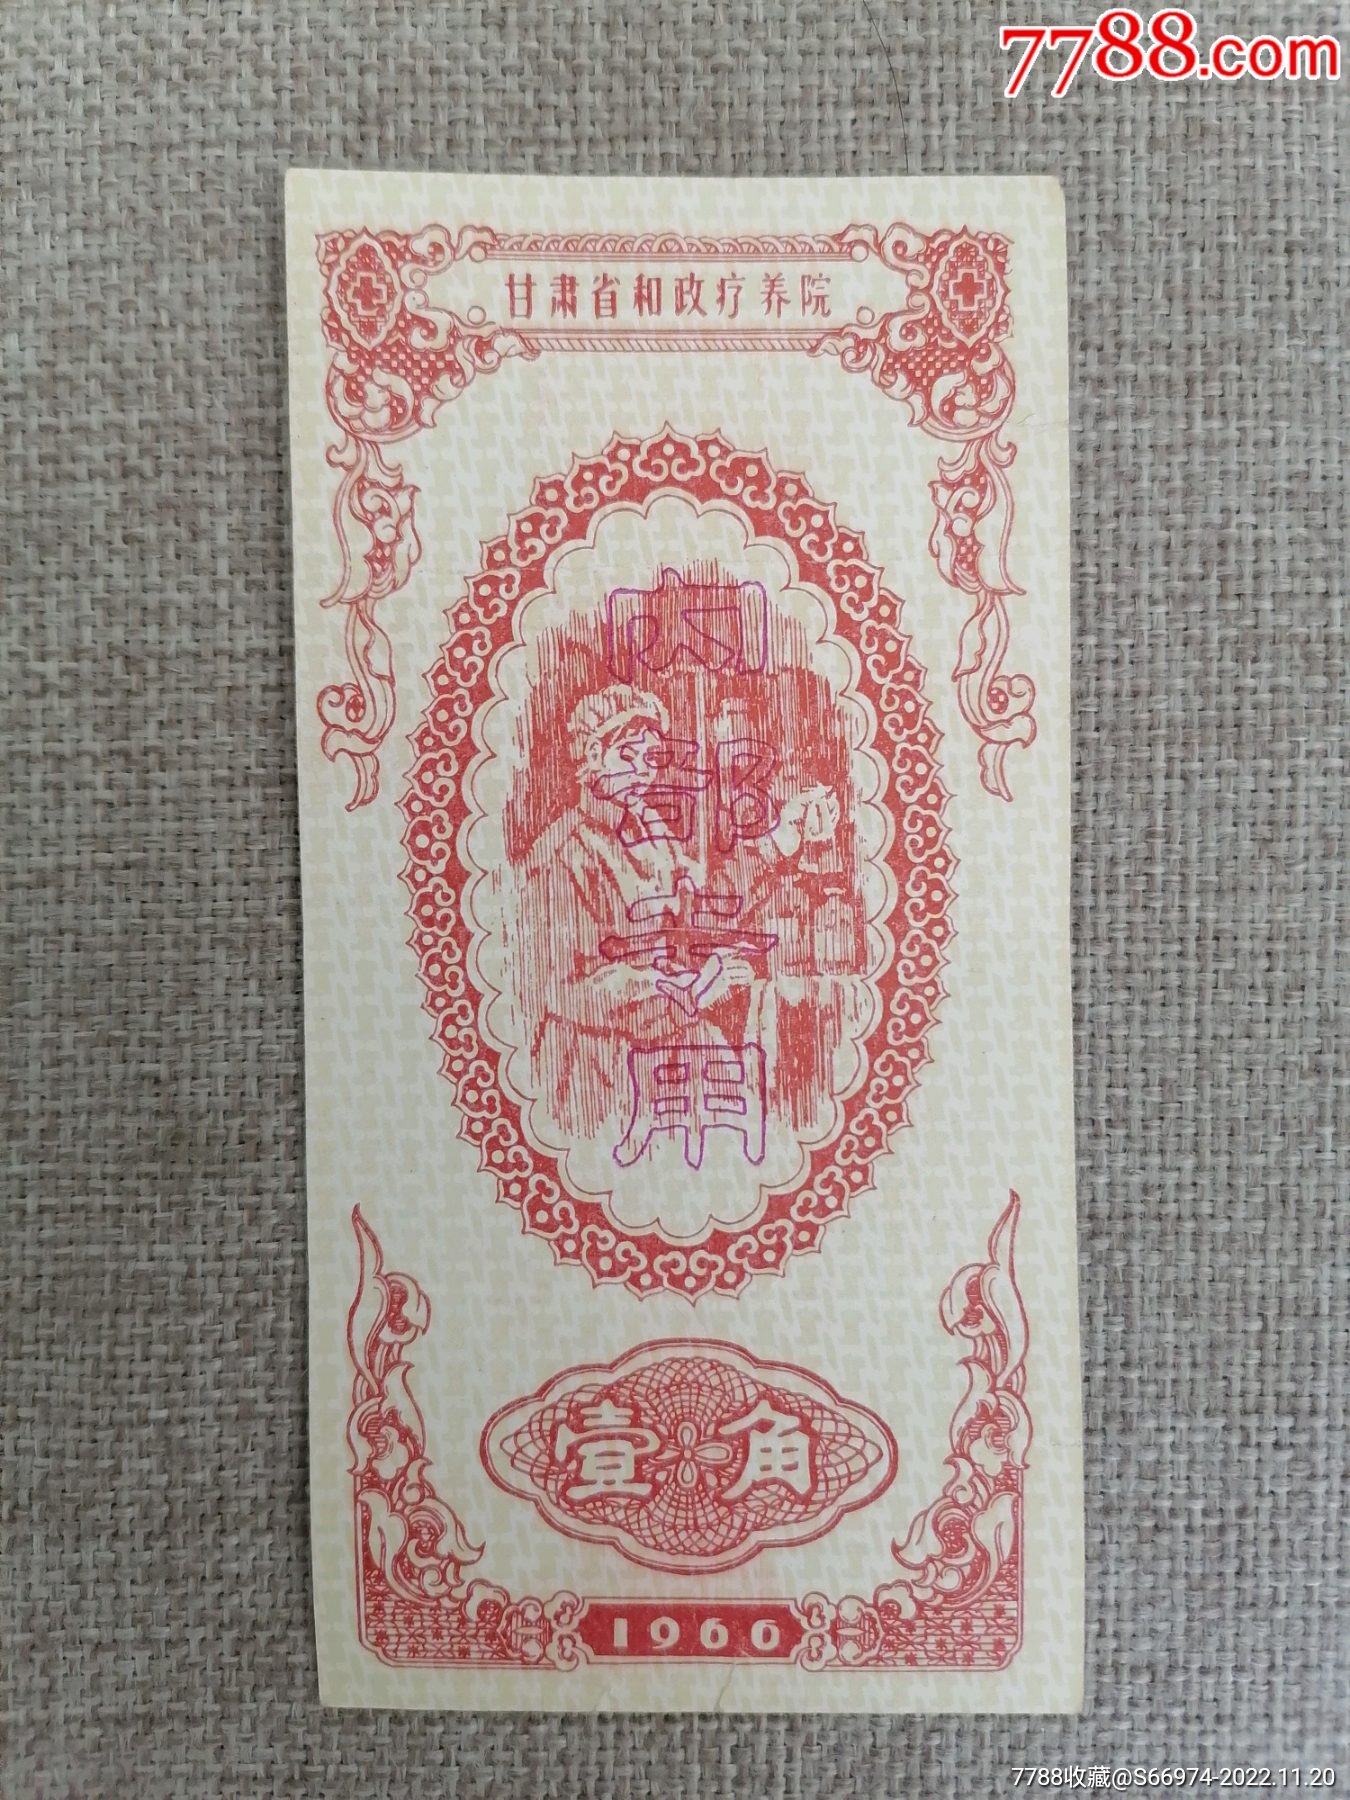 7788.com
甘肃省和政疗养院
内
部
专
用
壹角
1966
7788收藏@S66974-2022.11.20